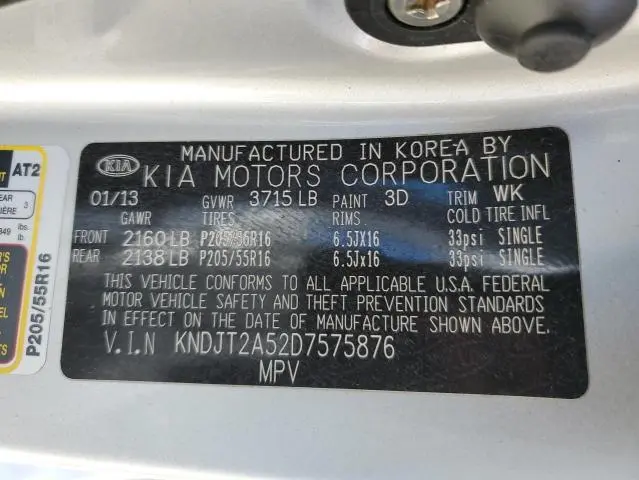 MANUFACTURED IN KOREA BY
KIA KIA MOTORS CORPORATION
01/13 GVWR 3715 LB PAINT 3D TRIM WK
GAWR TIRES RIMS COLD TIRE INFL
FRONT 2160 LB P205/55R16 6.5JX16 33psi SINGLE
REAR 2138 LB P205/55R16 6.5Jx16 33psi SINGLE
THIS VEHICLE CONFORMS TO ALL APPLICABLE U.S.A. FEDERAL
MOTOR VEHICLE SAFETY AND THEFT PREVENTION STANDARDS
IN EFFECT ON THE DATE OF MANUFACTURE SHOWN ABOVE.
V.I.N KNDJT2A52D7575876
MPV
AT2
3
lbs.
lb.
P205/55R16